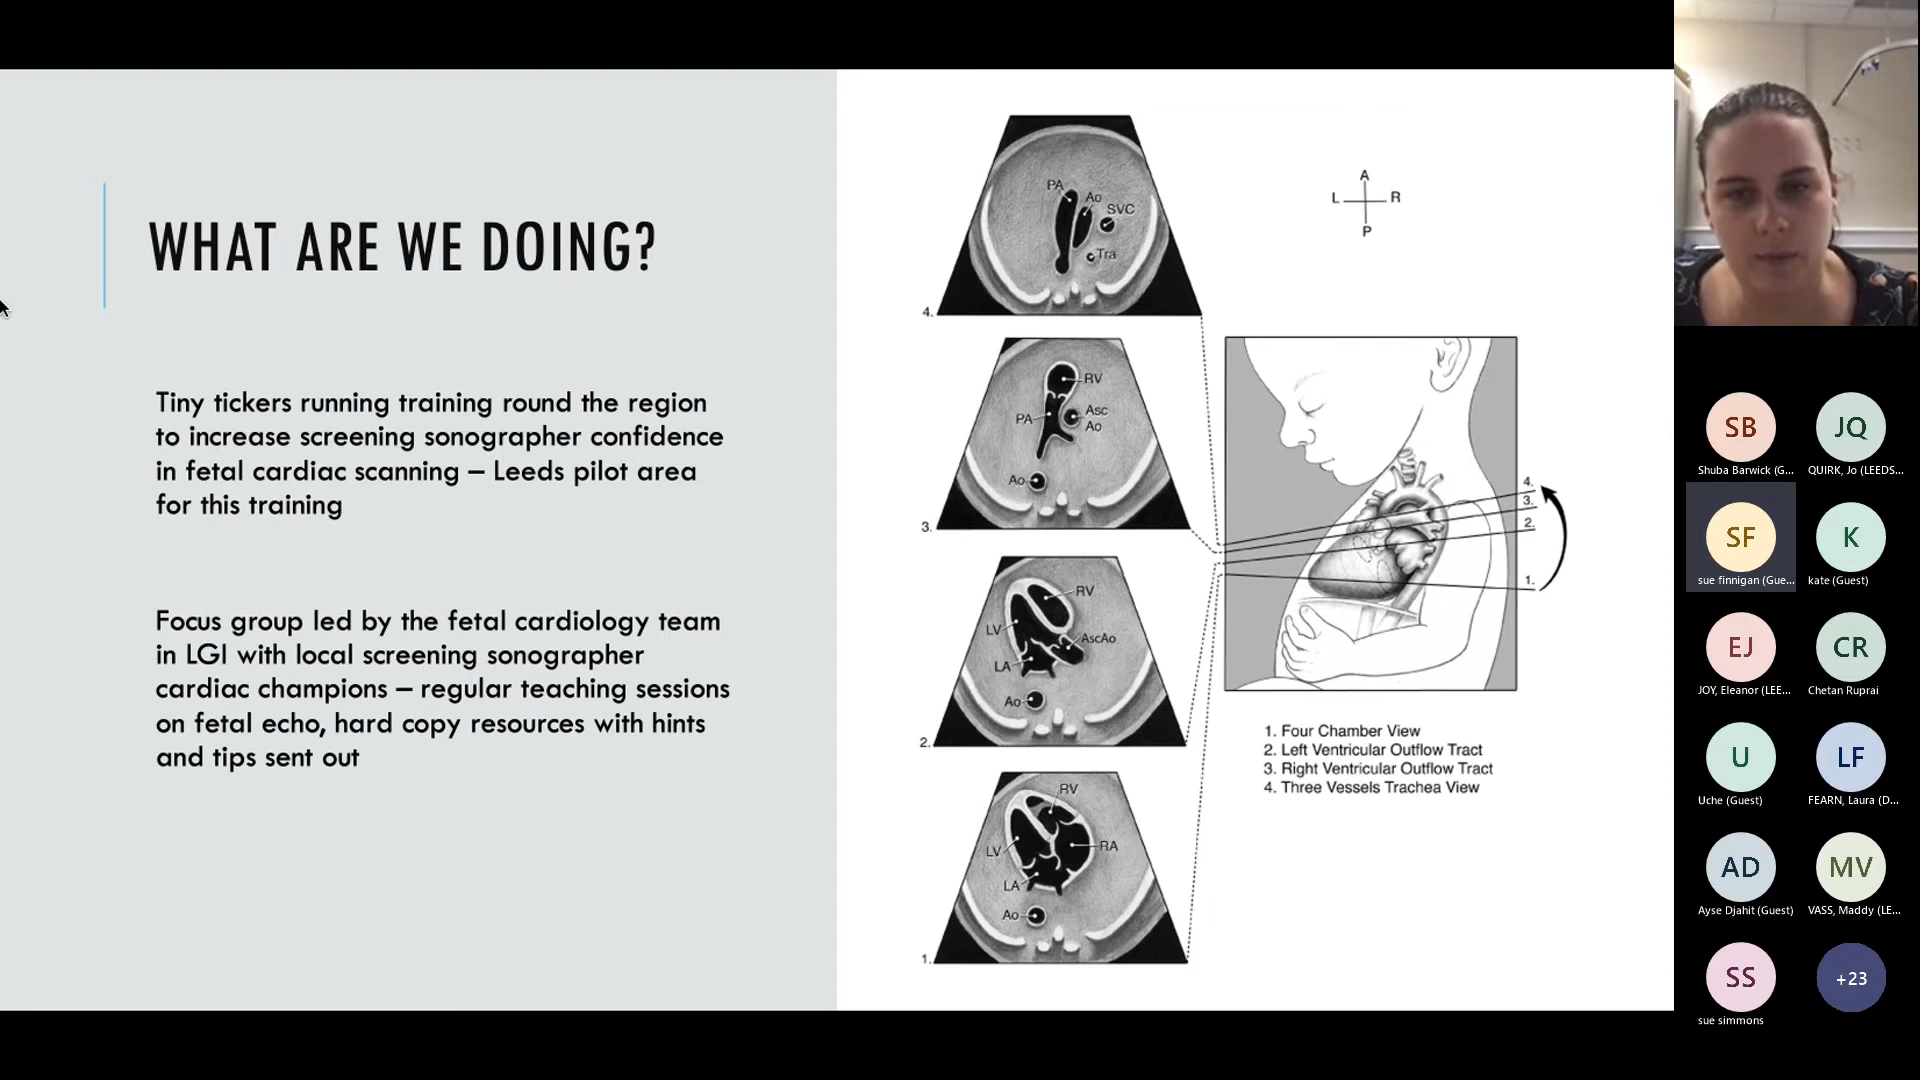 WHAT ARE WE DOING?
Tiny tickers running training round the region
to increase screening sonographer confidence
in fetal cardiac scanning – Leeds pilot area
for this training
Focus group led by the fetal cardiology team
in LGI with local screening sonographer
cardiac champions – regular teaching sessions
on fetal echo, hard copy resources with hints
and tips sent out
PA
Ao
SVC
Tra
4.
RV
PA
Asc
Ao
Ao
3.
RV
LV
AscAo
LA
Ao
2.
RV
LV
RA
LA
Ao
1.
A
L
R
P
4.
3.
2.
1.
1. Four Chamber View
2. Left Ventricular Outflow Tract
3. Right Ventricular Outflow Tract
4. Three Vessels Trachea View
SB
Shuba Barwick (G...
JQ
QUIRK, Jo (LEEDS...
SF
sue finnigan (Gue...
K
kate (Guest)
EJ
JOY, Eleanor (LEE...
CR
Chetan Ruprai
U
Uche (Guest)
LF
FEARN, Laura (D...
AD
Ayse Djahit (Guest)
MV
VASS, Maddy (LE...
SS
sue simmons
+23